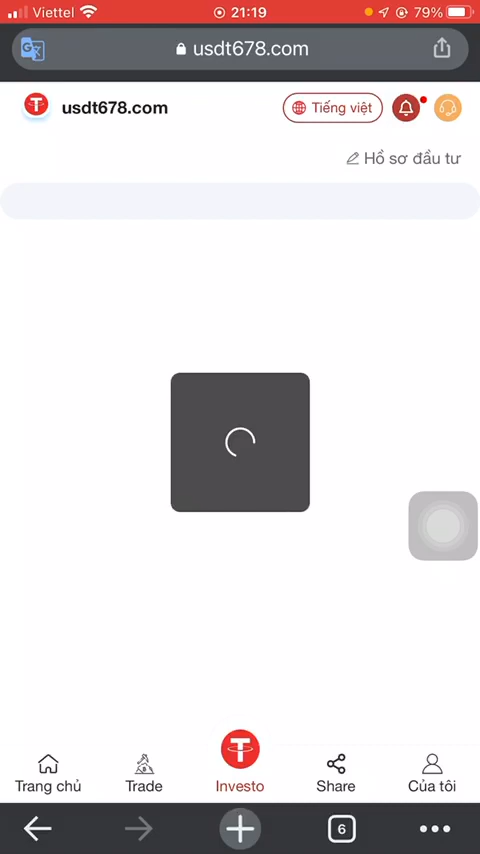 Viettel 21:19 79%
usdt678.com
usdt678.com Tiếng việt
Hồ sơ đầu tư
Trang chủ Trade Investo Share Của tôi
6